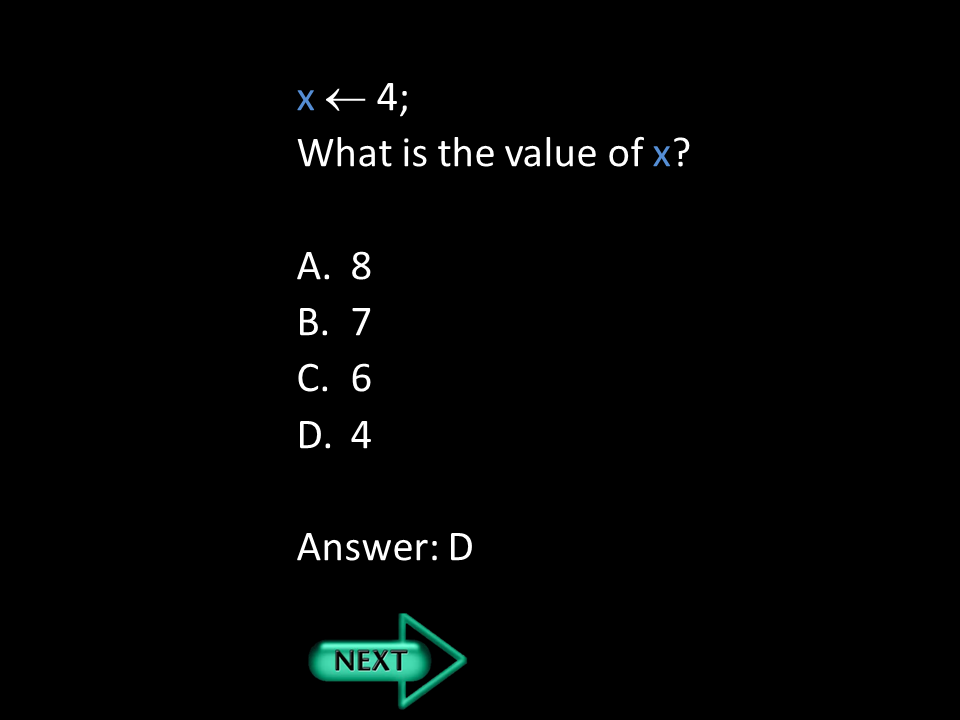 x ← 4;
What is the value of x?
A. 8
B. 7
C. 6
D. 4
Answer: D
NEXT